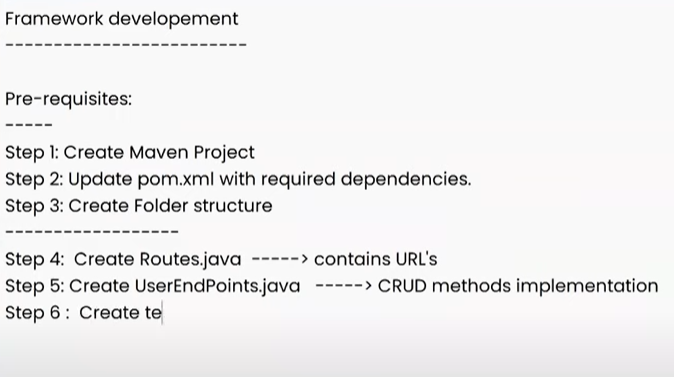 Framework developement
-------------------------
Pre-requisites:
-----
Step 1: Create Maven Project
Step 2: Update pom.xml with required dependencies.
Step 3: Create Folder structure
------------------
Step 4:  Create Routes.java  -----> contains URL's
Step 5: Create UserEndPoints.java   -----> CRUD methods implementation
Step 6 :  Create te